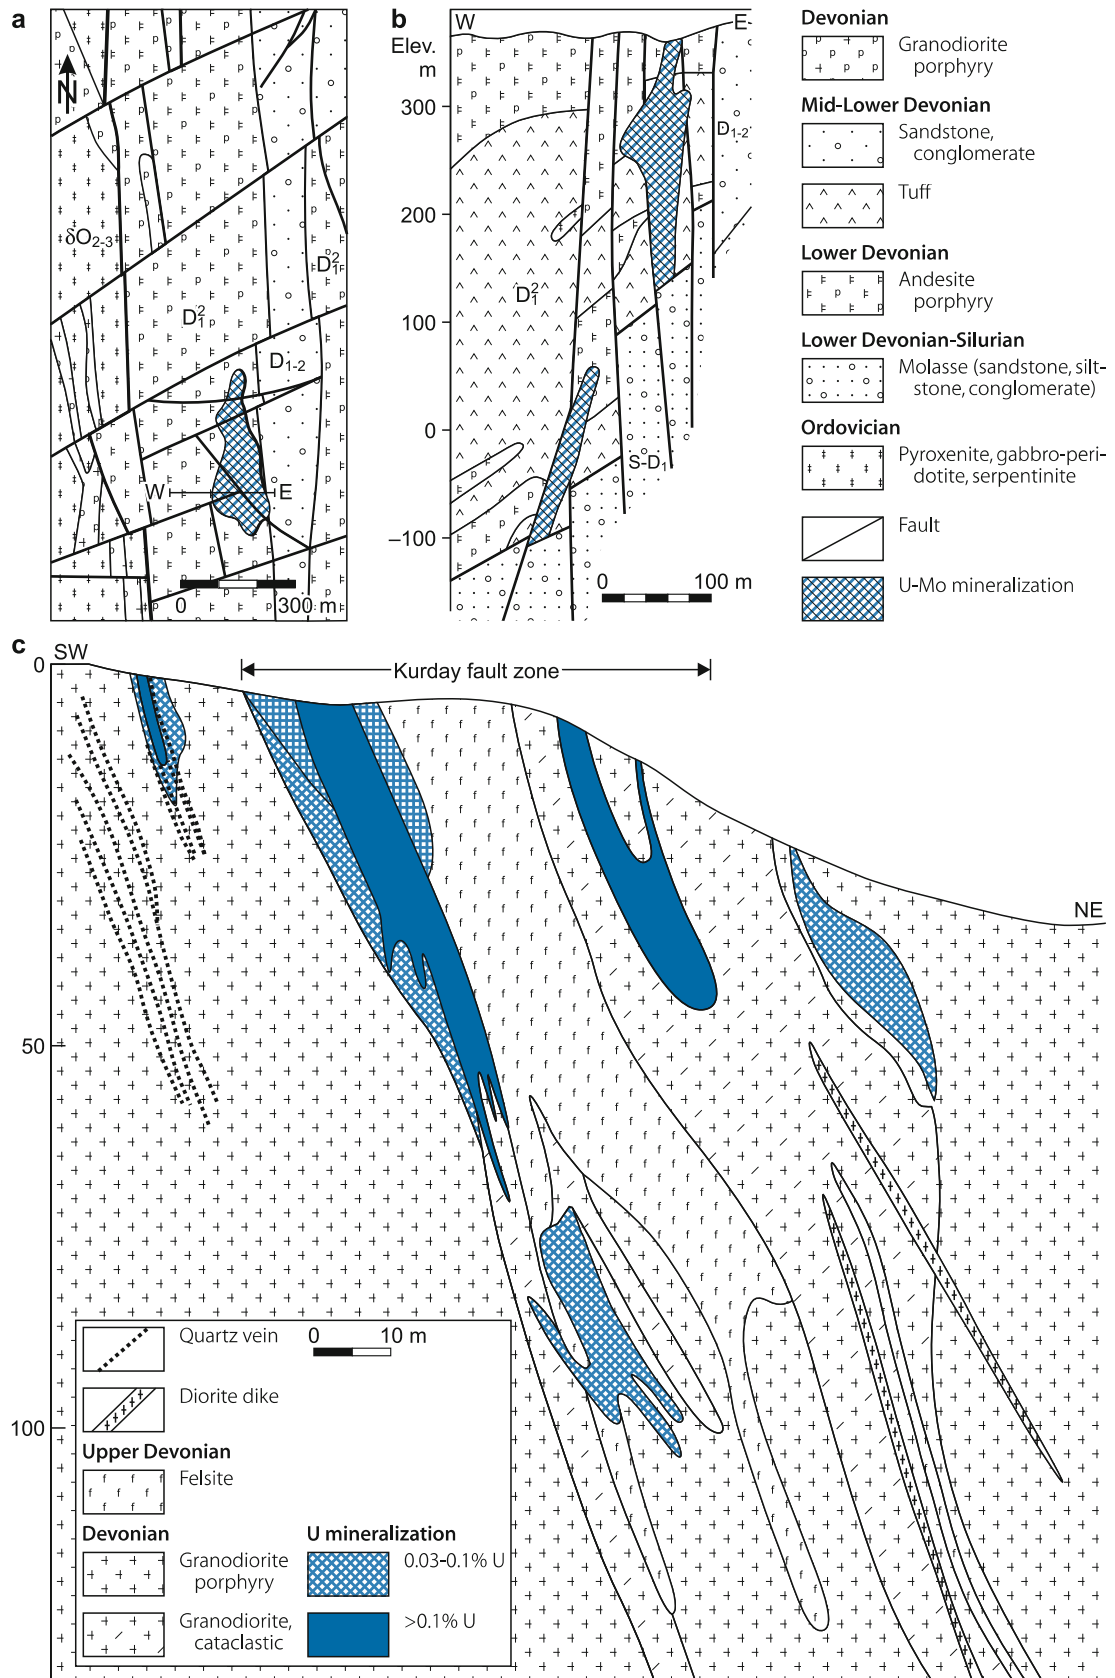 a
N
δO2-3
D₁²
D₁²
D1-2
W
E
0
300 m
b
W
E
Elev.
m
300
200
100
0
–100
D1-2
D₁²
S-D1
0
100 m
Devonian
Granodiorite
porphyry
Mid-Lower Devonian
Sandstone,
conglomerate
Tuff
Lower Devonian
Andesite
porphyry
Lower Devonian-Silurian
Molasse (sandstone, silt-
stone, conglomerate)
Ordovician
Pyroxenite, gabbro-peri-
dotite, serpentinite
Fault
U-Mo mineralization
c
SW
0
Kurday fault zone
NE
50
100
Quartz vein
0
10 m
Diorite dike
Upper Devonian
Felsite
Devonian
Granodiorite
porphyry
Granodiorite,
cataclastic
U mineralization
0.03-0.1% U
>0.1% U